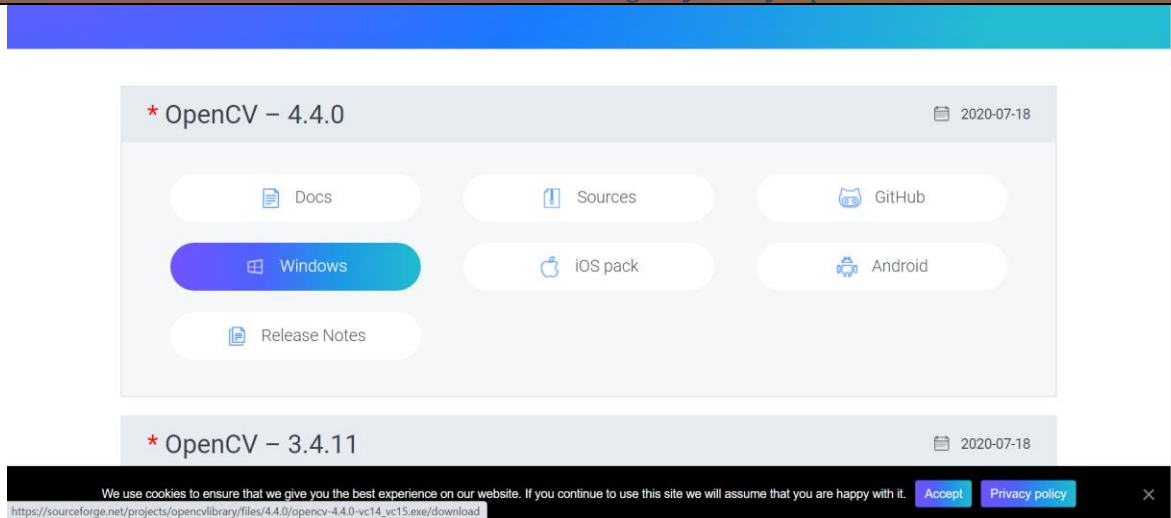 * OpenCV – 4.4.0
2020-07-18
Docs
Sources
GitHub
Windows
iOS pack
Android
Release Notes
* OpenCV – 3.4.11
2020-07-18
We use cookies to ensure that we give you the best experience on our website. If you continue to use this site we will assume that you are happy with it.
Accept
Privacy policy
https://sourceforge.net/projects/opencvlibrary/files/4.4.0/opencv-4.4.0-vc14_vc15.exe/download